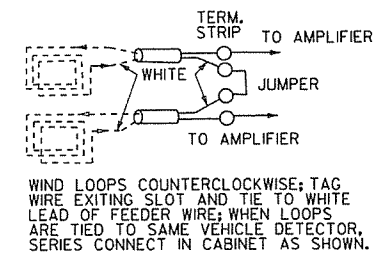 TERM.
STRIP
TO AMPLIFIER
WHITE
JUMPER
TO AMPLIFIER
WIND LOOPS COUNTERCLOCKWISE; TAG
WIRE EXITING SLOT AND TIE TO WHITE
LEAD OF FEEDER WIRE; WHEN LOOPS
ARE TIED TO SAME VEHICLE DETECTOR,
SERIES CONNECT IN CABINET AS SHOWN.